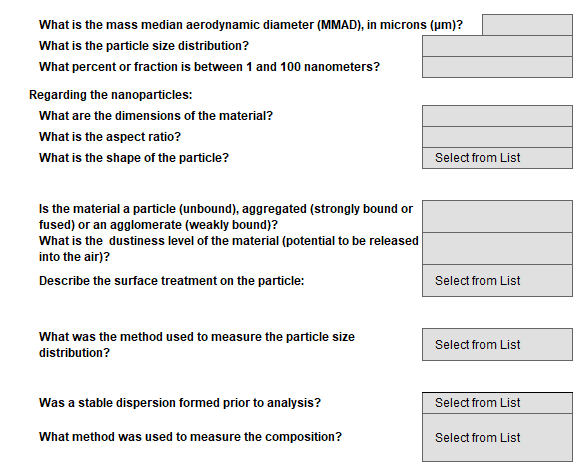 What is the mass median aerodynamic diameter (MMAD), in microns (µm)?
What is the particle size distribution?
What percent or fraction is between 1 and 100 nanometers?
Regarding the nanoparticles:
What are the dimensions of the material?
What is the aspect ratio?
What is the shape of the particle? Select from List
Is the material a particle (unbound), aggregated (strongly bound or
fused) or an agglomerate (weakly bound)?
What is the dustiness level of the material (potential to be released
into the air)?
Describe the surface treatment on the particle: Select from List
What was the method used to measure the particle size
distribution?
Select from List
Was a stable dispersion formed prior to analysis? Select from List
What method was used to measure the composition? Select from List